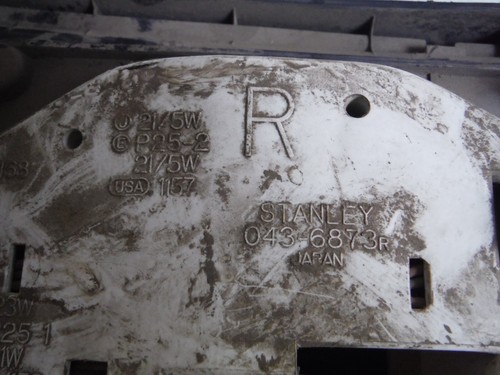 R
J 21/5W
E P25-2
21/5W
USA 1157
STANLEY
043-6873R
JAPAN